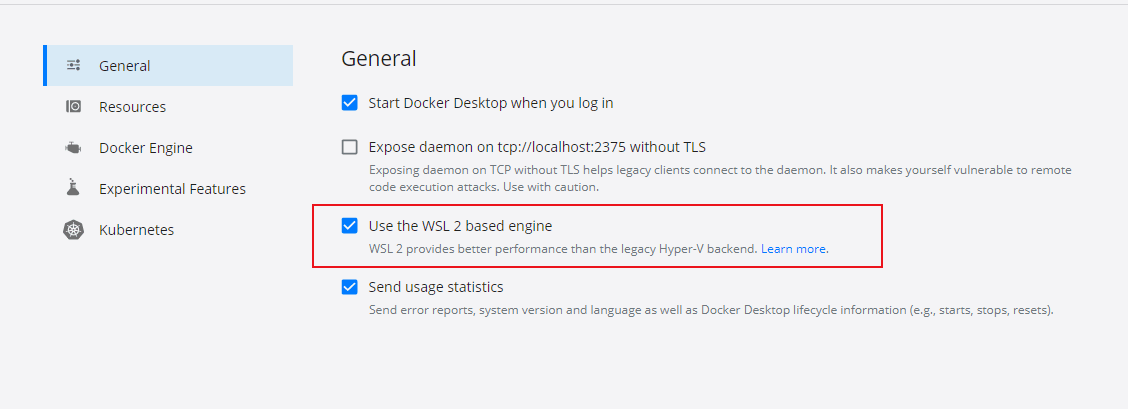 General
Resources
Docker Engine
Experimental Features
Kubernetes
General
Start Docker Desktop when you log in
Expose daemon on tcp://localhost:2375 without TLS
Exposing daemon on TCP without TLS helps legacy clients connect to the daemon. It also makes yourself vulnerable to remote
code execution attacks. Use with caution.
Use the WSL 2 based engine
WSL 2 provides better performance than the legacy Hyper-V backend. Learn more.
Send usage statistics
Send error reports, system version and language as well as Docker Desktop lifecycle information (e.g., starts, stops, resets).